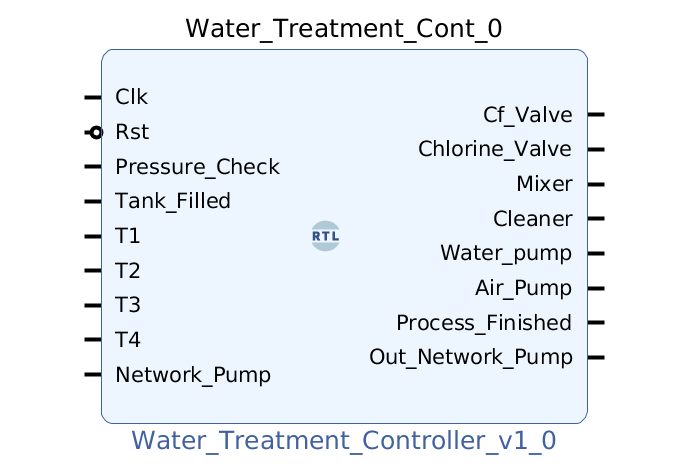 Water_Treatment_Cont_0
Clk
Rst
Pressure_Check
Tank_Filled
T1
T2
T3
T4
Network_Pump
RTL
Cf_Valve
Chlorine_Valve
Mixer
Cleaner
Water_pump
Air_Pump
Process_Finished
Out_Network_Pump
Water_Treatment_Controller_v1_0